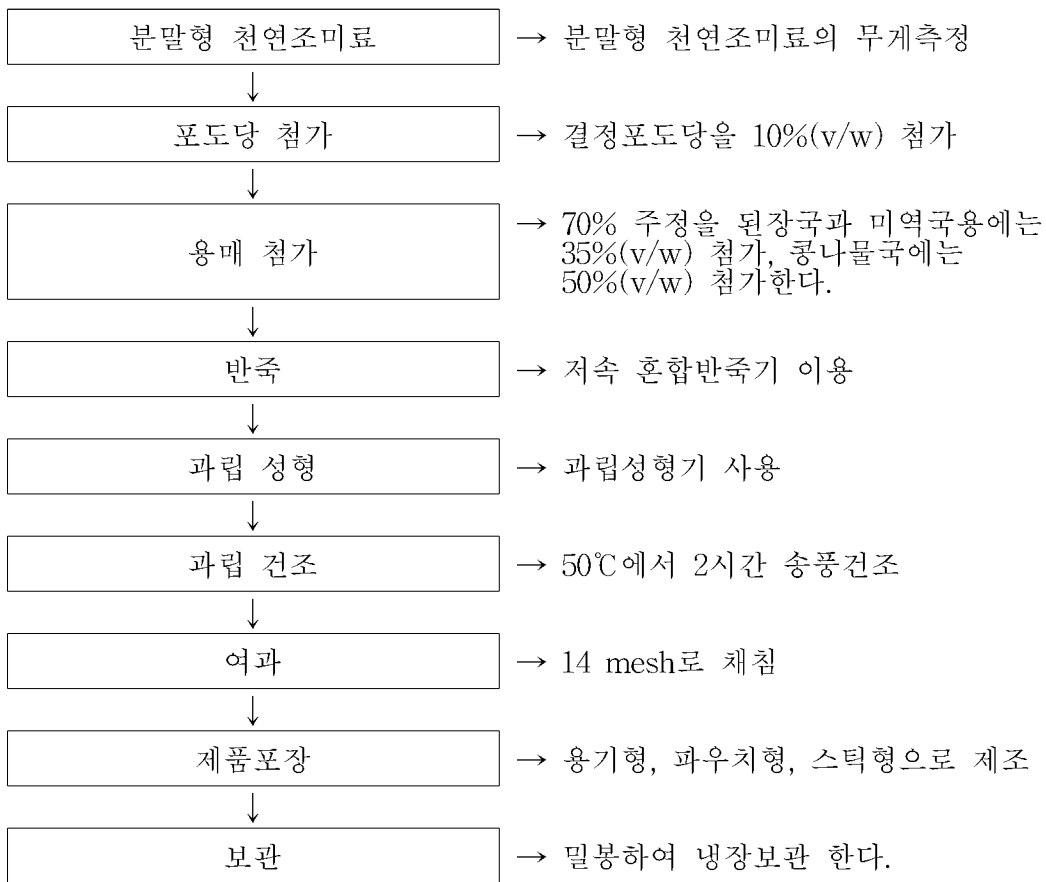 분말형 천연조미료 → 분말형 천연조미료의 무게측정
↓
포도당 첨가 → 결정포도당을 10%(v/w) 첨가
↓
용매 첨가 → 70% 주정을 된장국과 미역국용에는
35%(v/w) 첨가, 콩나물국에는
50%(v/w) 첨가한다.
↓
반죽 → 저속 혼합반죽기 이용
↓
과립 성형 → 과립성형기 사용
↓
과립 건조 → 50℃에서 2시간 송풍건조
↓
여과 → 14 mesh로 채침
↓
제품포장 → 용기형, 파우치형, 스틱형으로 제조
↓
보관 → 밀봉하여 냉장보관 한다.